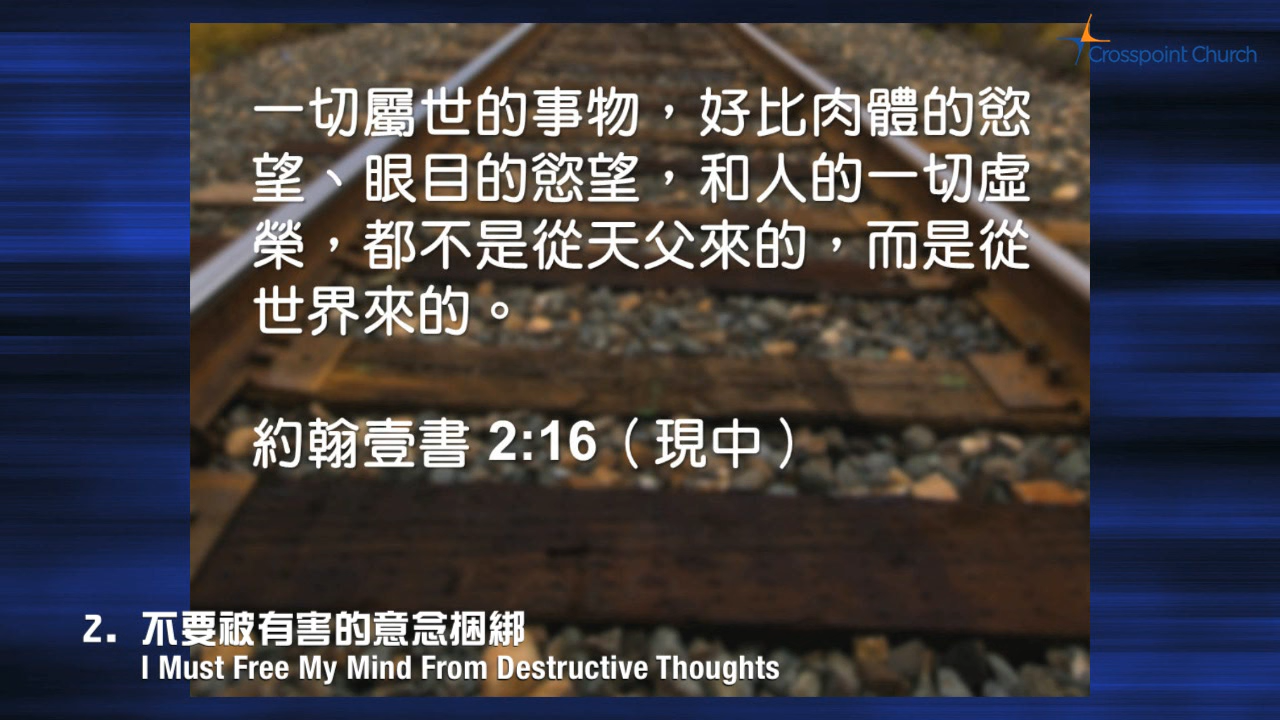 Crosspoint Church
一切屬世的事物，好比肉體的慾
望、眼目的慾望，和人的一切虛
榮，都不是從天父來的，而是從
世界來的。
約翰壹書 2:16（現中）
2. 不要被有害的意念捆綁
I Must Free My Mind From Destructive Thoughts